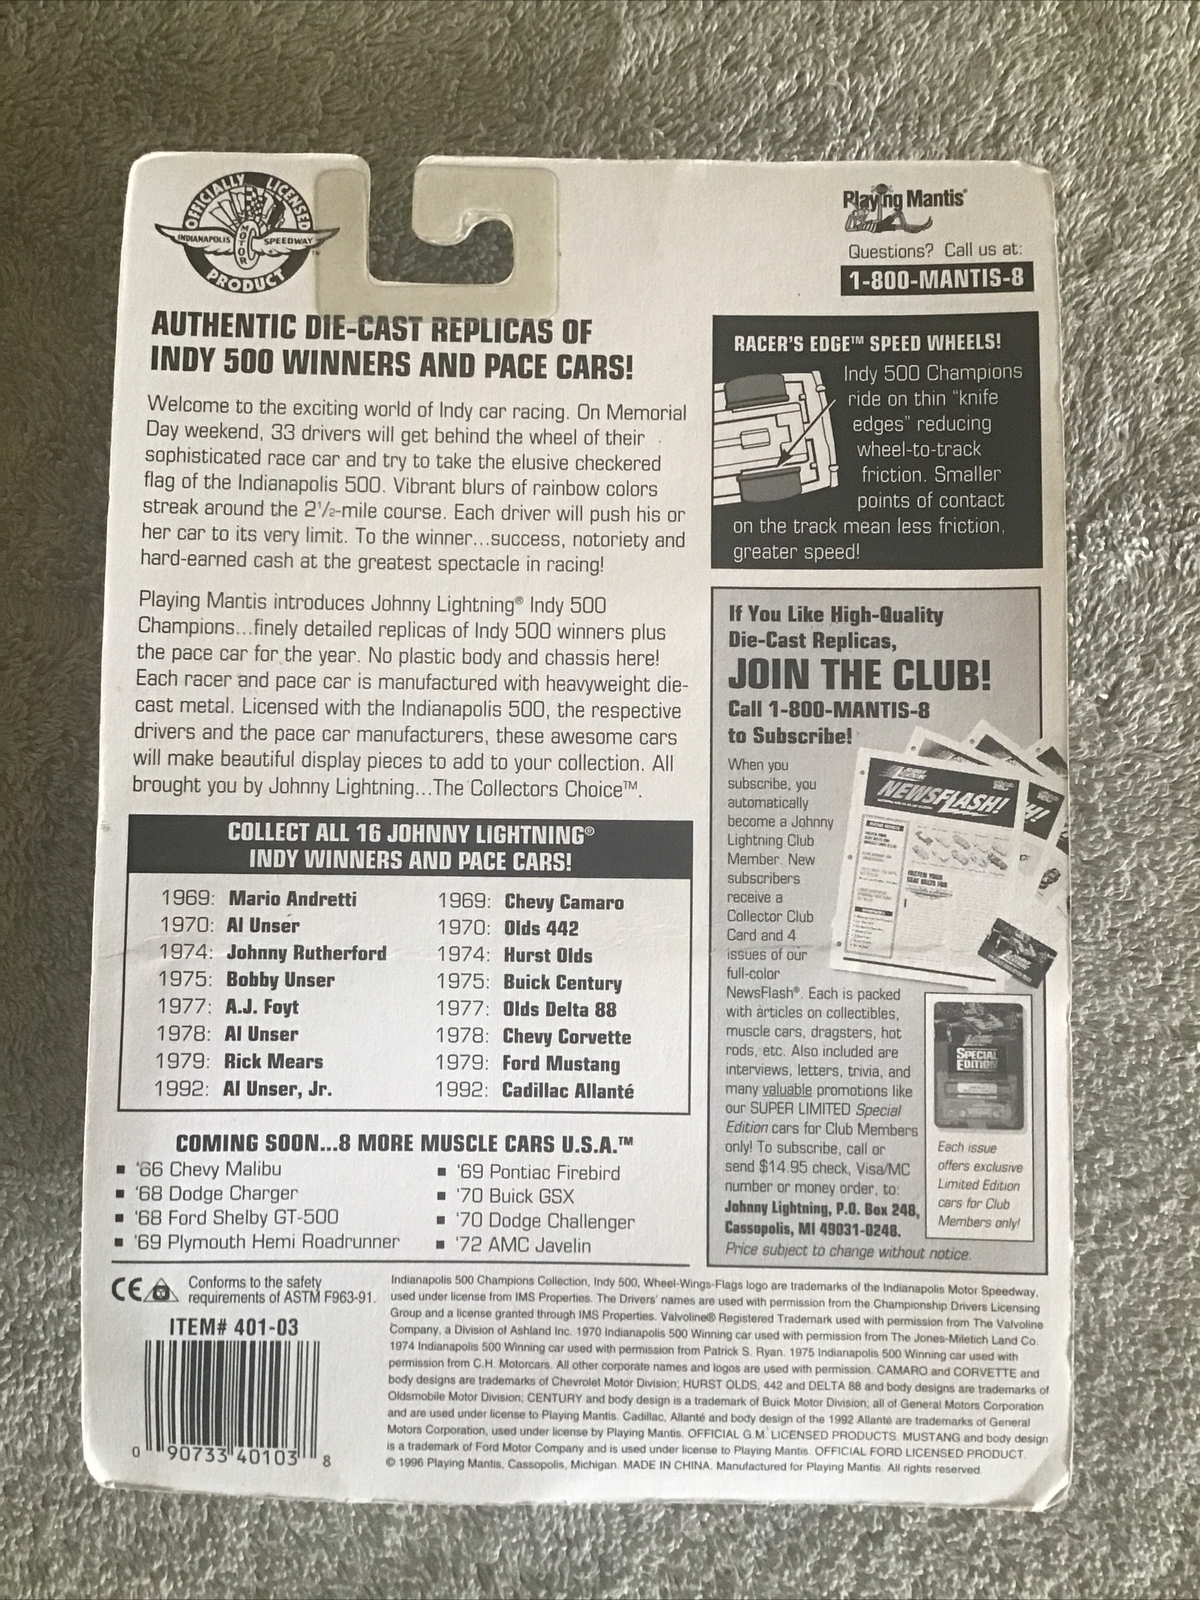 OFFICIALLY LICENSED
INDIANAPOLIS MOTOR SPEEDWAY™
PRODUCT
Playing Mantis®
Questions? Call us at:
1-800-MANTIS-8
AUTHENTIC DIE-CAST REPLICAS OF
INDY 500 WINNERS AND PACE CARS!
Welcome to the exciting world of Indy car racing. On Memorial
Day weekend, 33 drivers will get behind the wheel of their
sophisticated race car and try to take the elusive checkered
flag of the Indianapolis 500. Vibrant blurs of rainbow colors
streak around the 2½-mile course. Each driver will push his or
her car to its very limit. To the winner...success, notoriety and
hard-earned cash at the greatest spectacle in racing!
Playing Mantis introduces Johnny Lightning® Indy 500
Champions...finely detailed replicas of Indy 500 winners plus
the pace car for the year. No plastic body and chassis here!
Each racer and pace car is manufactured with heavyweight die-
cast metal. Licensed with the Indianapolis 500, the respective
drivers and the pace car manufacturers, these awesome cars
will make beautiful display pieces to add to your collection. All
brought you by Johnny Lightning...The Collectors Choice™.
COLLECT ALL 16 JOHNNY LIGHTNING®
INDY WINNERS AND PACE CARS!
1969: Mario Andretti
1970: Al Unser
1974: Johnny Rutherford
1975: Bobby Unser
1977: A.J. Foyt
1978: Al Unser
1979: Rick Mears
1992: Al Unser, Jr.
1969: Chevy Camaro
1970: Olds 442
1974: Hurst Olds
1975: Buick Century
1977: Olds Delta 88
1978: Chevy Corvette
1979: Ford Mustang
1992: Cadillac Allanté
COMING SOON...8 MORE MUSCLE CARS U.S.A.™
■ '66 Chevy Malibu
■ '68 Dodge Charger
■ '68 Ford Shelby GT-500
■ '69 Plymouth Hemi Roadrunner
■ '69 Pontiac Firebird
■ '70 Buick GSX
■ '70 Dodge Challenger
■ '72 AMC Javelin
RACER'S EDGE™ SPEED WHEELS!
Indy 500 Champions
ride on thin "knife
edges" reducing
wheel-to-track
friction. Smaller
points of contact
on the track mean less friction,
greater speed!
If You Like High-Quality
Die-Cast Replicas,
JOIN THE CLUB!
Call 1-800-MANTIS-8
to Subscribe!
When you
subscribe, you
automatically
become a Johnny
Lightning Club
Member. New
subscribers
receive a
Collector Club
Card and 4
issues of our
full-color
NewsFlash®. Each is packed
with articles on collectibles,
muscle cars, dragsters, hot
rods, etc. Also included are
interviews, letters, trivia, and
many valuable promotions like
our SUPER LIMITED Special
Edition cars for Club Members
only! To subscribe, call or
send $14.95 check, Visa/MC
number or money order, to:
Johnny Lightning, P.O. Box 248,
Cassopolis, MI 49031-0248.
Price subject to change without notice.
NEWSFLASH!
SPECIAL
EDITION
Each issue
offers exclusive
Limited Edition
cars for Club
Members only!
CE
Conforms to the safety
requirements of ASTM F963-91.
ITEM# 401-03
0 90733 40103 8
Indianapolis 500 Champions Collection, Indy 500, Wheel-Wings-Flags logo are trademarks of the Indianapolis Motor Speedway,
used under license from IMS Properties. The Drivers' names are used with permission from the Championship Drivers Licensing
Group and a license granted through IMS Properties. Valvoline® Registered Trademark used with permission from The Valvoline
Company, a Division of Ashland Inc. 1970 Indianapolis 500 Winning car used with permission from The Jones-Miletich Land Co.
1974 Indianapolis 500 Winning car used with permission from Patrick S. Ryan. 1975 Indianapolis 500 Winning car used with
permission from C.H. Motorcars. All other corporate names and logos are used with permission. CAMARO and CORVETTE and
body designs are trademarks of Chevrolet Motor Division; HURST OLDS, 442 and DELTA 88 and body designs are trademarks of
Oldsmobile Motor Division; CENTURY and body design is a trademark of Buick Motor Division; all of General Motors Corporation
and are used under license to Playing Mantis. Cadillac, Allanté and body design of the 1992 Allanté are trademarks of General
Motors Corporation, used under license by Playing Mantis. OFFICIAL G.M. LICENSED PRODUCTS. MUSTANG and body design
is a trademark of Ford Motor Company and is used under license to Playing Mantis. OFFICIAL FORD LICENSED PRODUCT.
© 1996 Playing Mantis, Cassopolis, Michigan. MADE IN CHINA. Manufactured for Playing Mantis. All rights reserved.